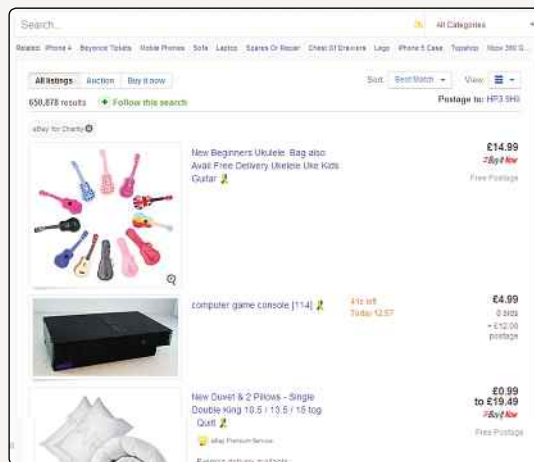 Search...
All Categories
Related: iPhone 4 Beyonce Tickets Mobile Phones Sofa Laptop Spares Or Repair Chest Of Drawers Lego iPhone 5 Case Topshop Xbox 360 G...
All listings Auction Buy it now Sort: Best Match View:
650,878 results + Follow this search Postage to: HP3
eBay for Charity
New Beginners Ukulele Bag also
Avail Free Delivery Ukelele Uke Kids
Guitar
£14.99
Buy It Now
Free Postage
computer game console [114]
left
Today 12:57
£4.99
0 bids
+ £12.00
postage
New Duvet & 2 Pillows - Single
Double King 10.5 / 13.5 / 15 tog
Quilt
eBay Premium Service
Express delivery available
£0.99
to £19.49
Buy It Now
Free Postage